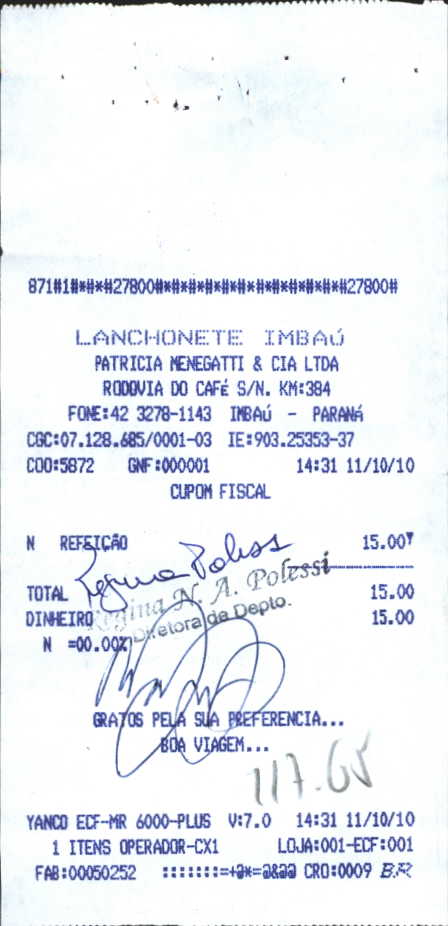 871#1#*#*#27800#*#*#*#*#*#*#*#*#*#*#27800#
LANCHONETE IMBAÚ
PATRICIA MENEGATTI & CIA LTDA
RODOVIA DO CAFÉ S/N. KM:384
FONE:42 3278-1143 IMBAÚ - PARANÁ
CGC:07.128.685/0001-03 IE:903.25353-37
COO:5872 GNF:000001 14:31 11/10/10
CUPOM FISCAL
N REFEIÇÃO 15.00
Regina Polessi
TOTAL 15.00
Regina N. A. Polessi
DINHEIRO 15.00
Diretora de Depto.
N =00.00%
GRATOS PELA SUA PREFERENCIA...
BOA VIAGEM...
117.65
YANCO ECF-MR 6000-PLUS V:7.0 14:31 11/10/10
1 ITENS OPERADOR-CX1 LOJA:001-ECF:001
FAB:00050252 :::::::=+@*=@&@@ CRO:0009 BR